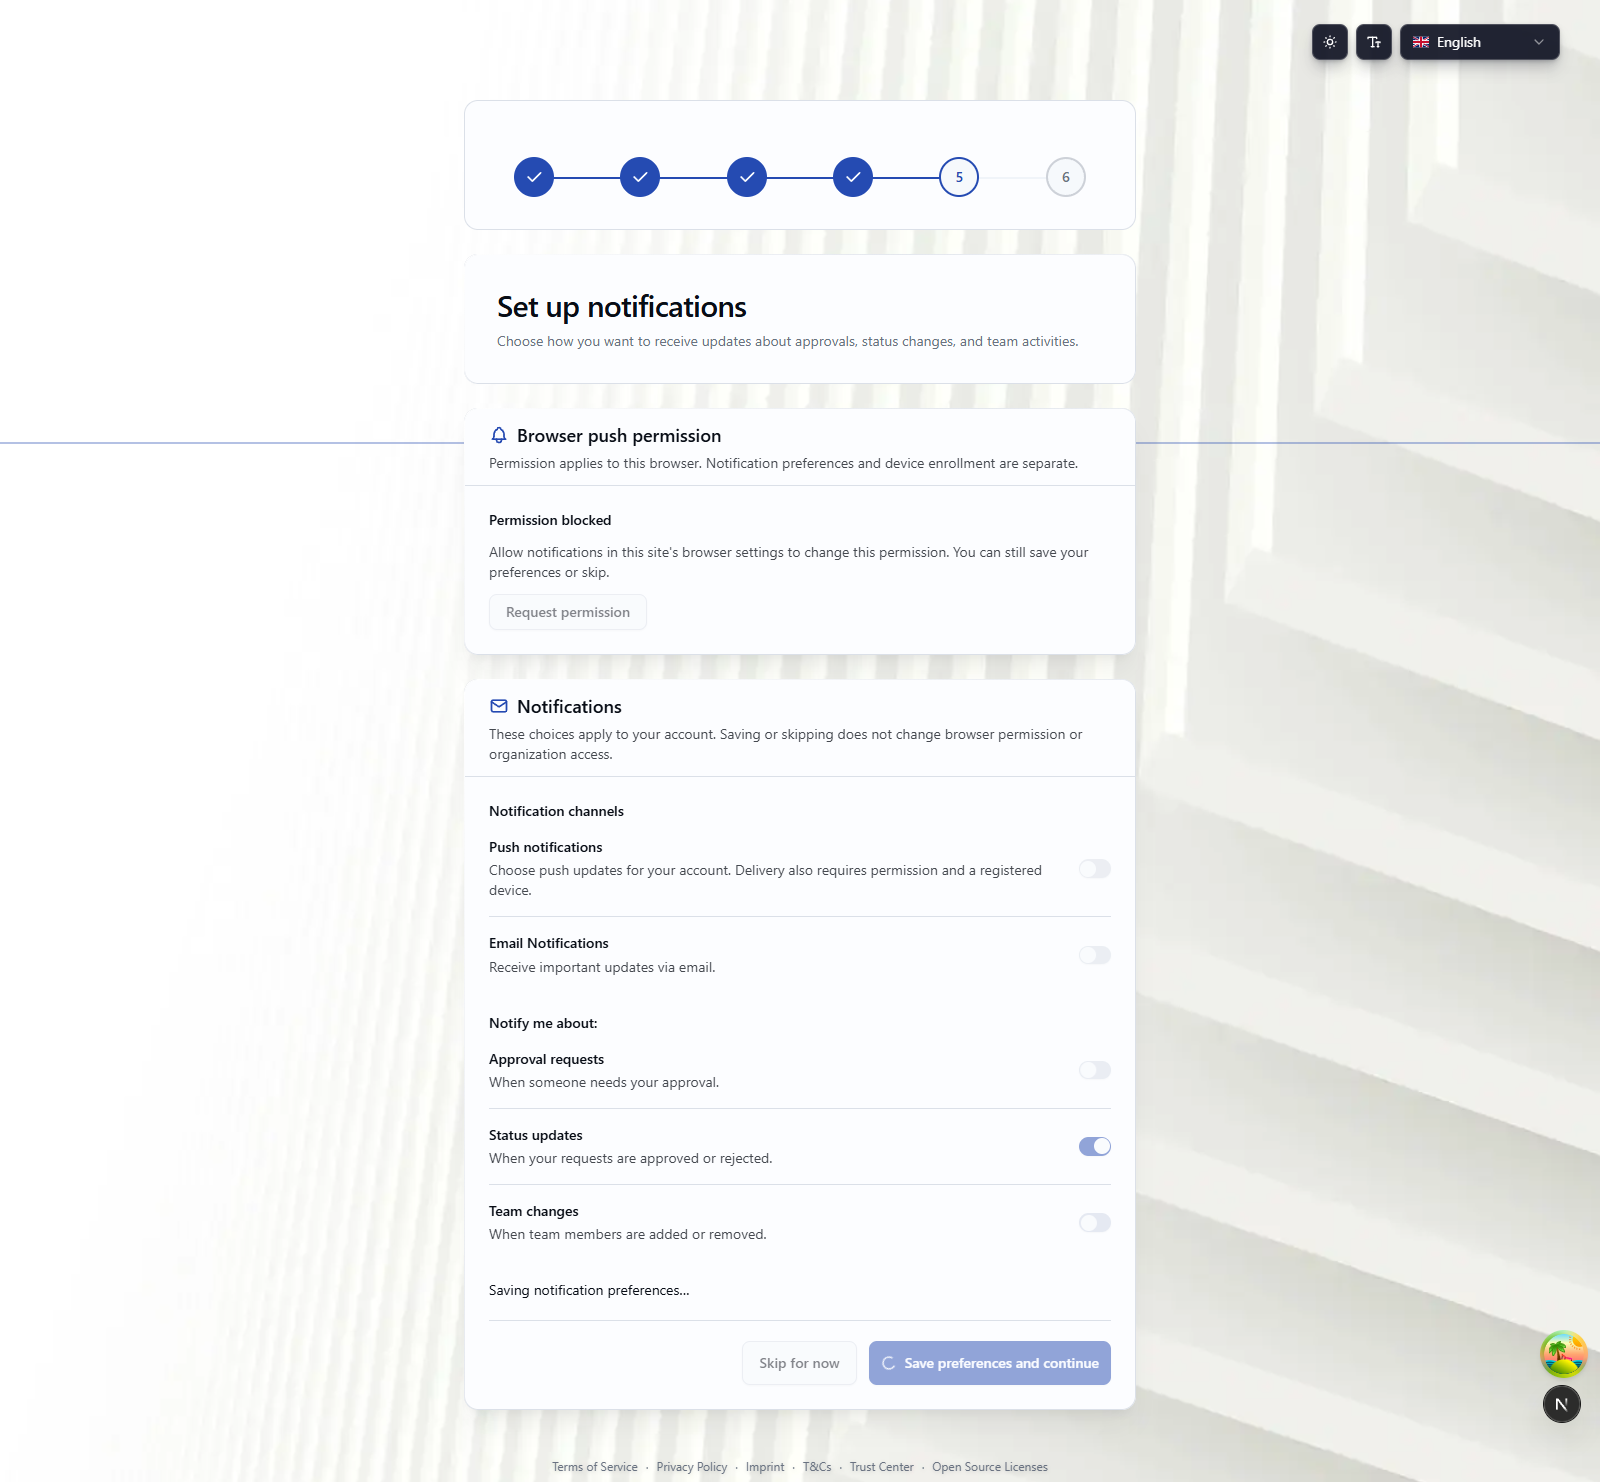 English
5
6
Set up notifications
Choose how you want to receive updates about approvals, status changes, and team activities.
Browser push permission
Permission applies to this browser. Notification preferences and device enrollment are separate.
Permission blocked
Allow notifications in this site's browser settings to change this permission. You can still save your
preferences or skip.
Request permission
Notifications
These choices apply to your account. Saving or skipping does not change browser permission or
organization access.
Notification channels
Push notifications
Choose push updates for your account. Delivery also requires permission and a registered
device.
Email Notifications
Receive important updates via email.
Notify me about:
Approval requests
When someone needs your approval.
Status updates
When your requests are approved or rejected.
Team changes
When team members are added or removed.
Saving notification preferences...
Skip for now
Save preferences and continue
N
Terms of Service · Privacy Policy · Imprint · T&Cs · Trust Center · Open Source Licenses